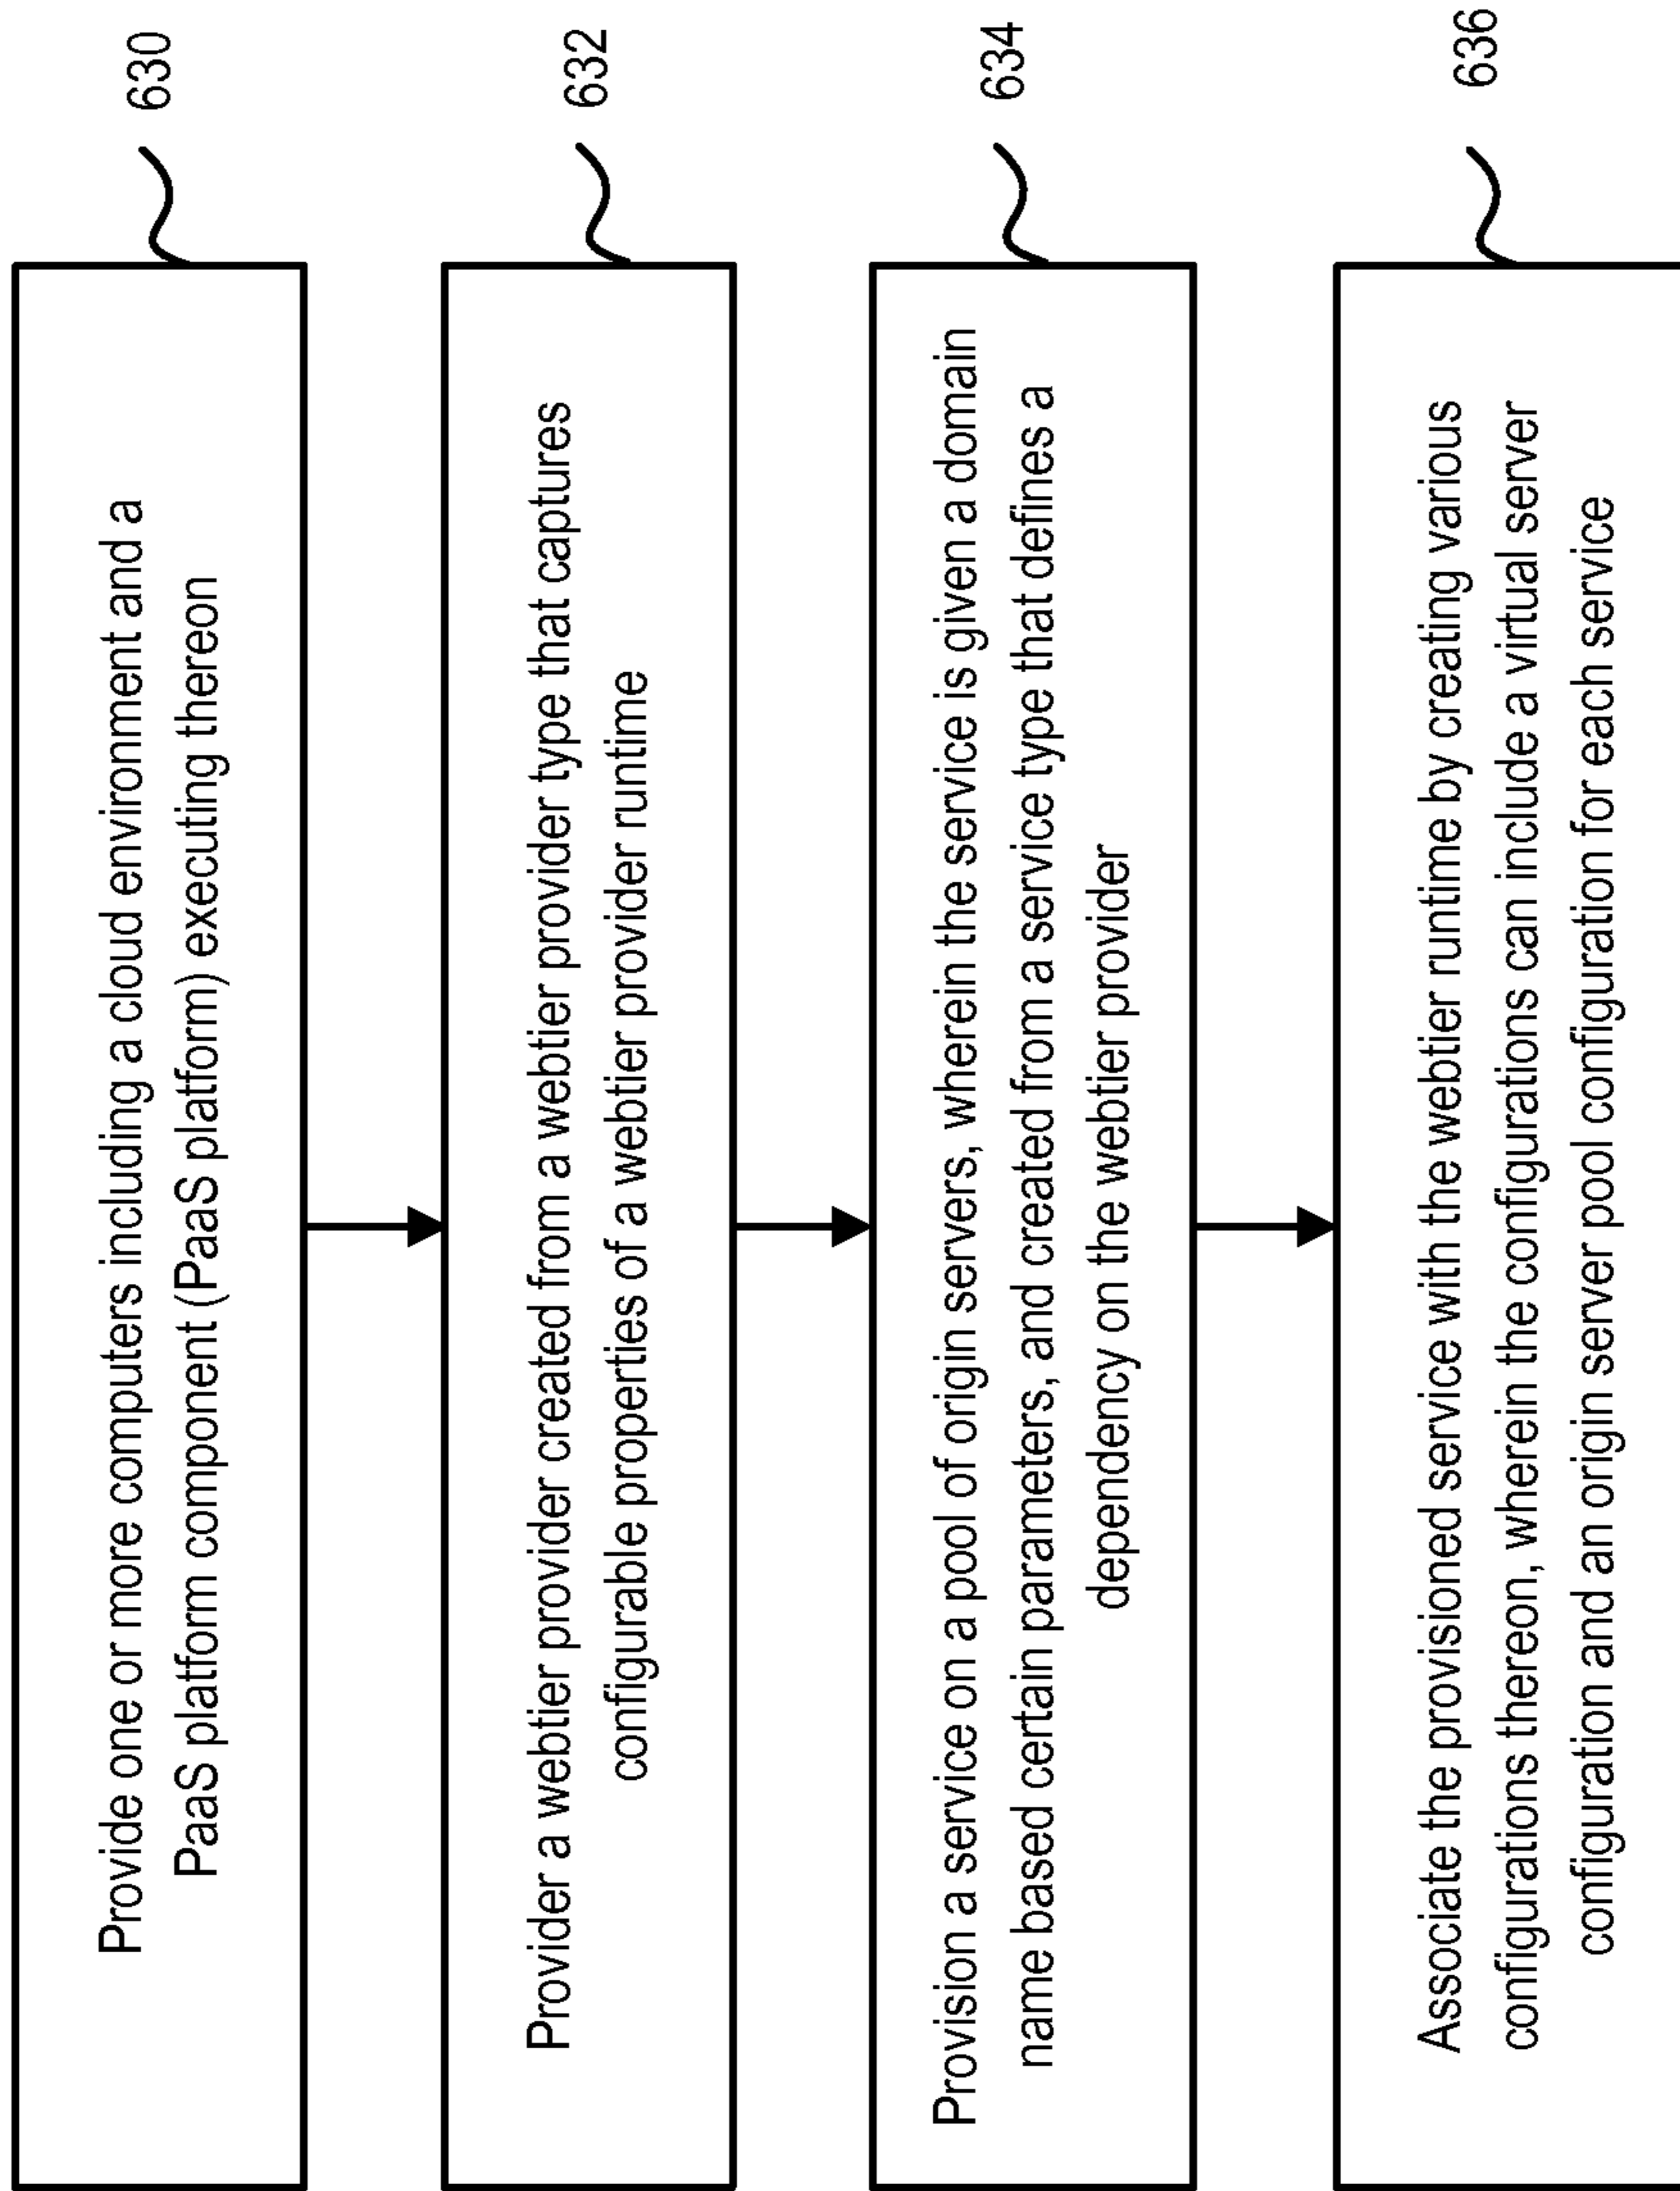 630
Provide one or more computers including a cloud environment and a
PaaS platform component (PaaS platform) executing thereon
632
Provider a webtier provider created from a webtier provider type that captures
configurable properties of a webtier provider runtime
634
Provision a service on a pool of origin servers, wherein the service is given a domain
name based certain parameters, and created from a service type that defines a
dependency on the webtier provider
636
Associate the provisioned service with the webtier runtime by creating various
configurations thereon, wherein the configurations can include a virtual server
configuration and an origin server pool configuration for each service